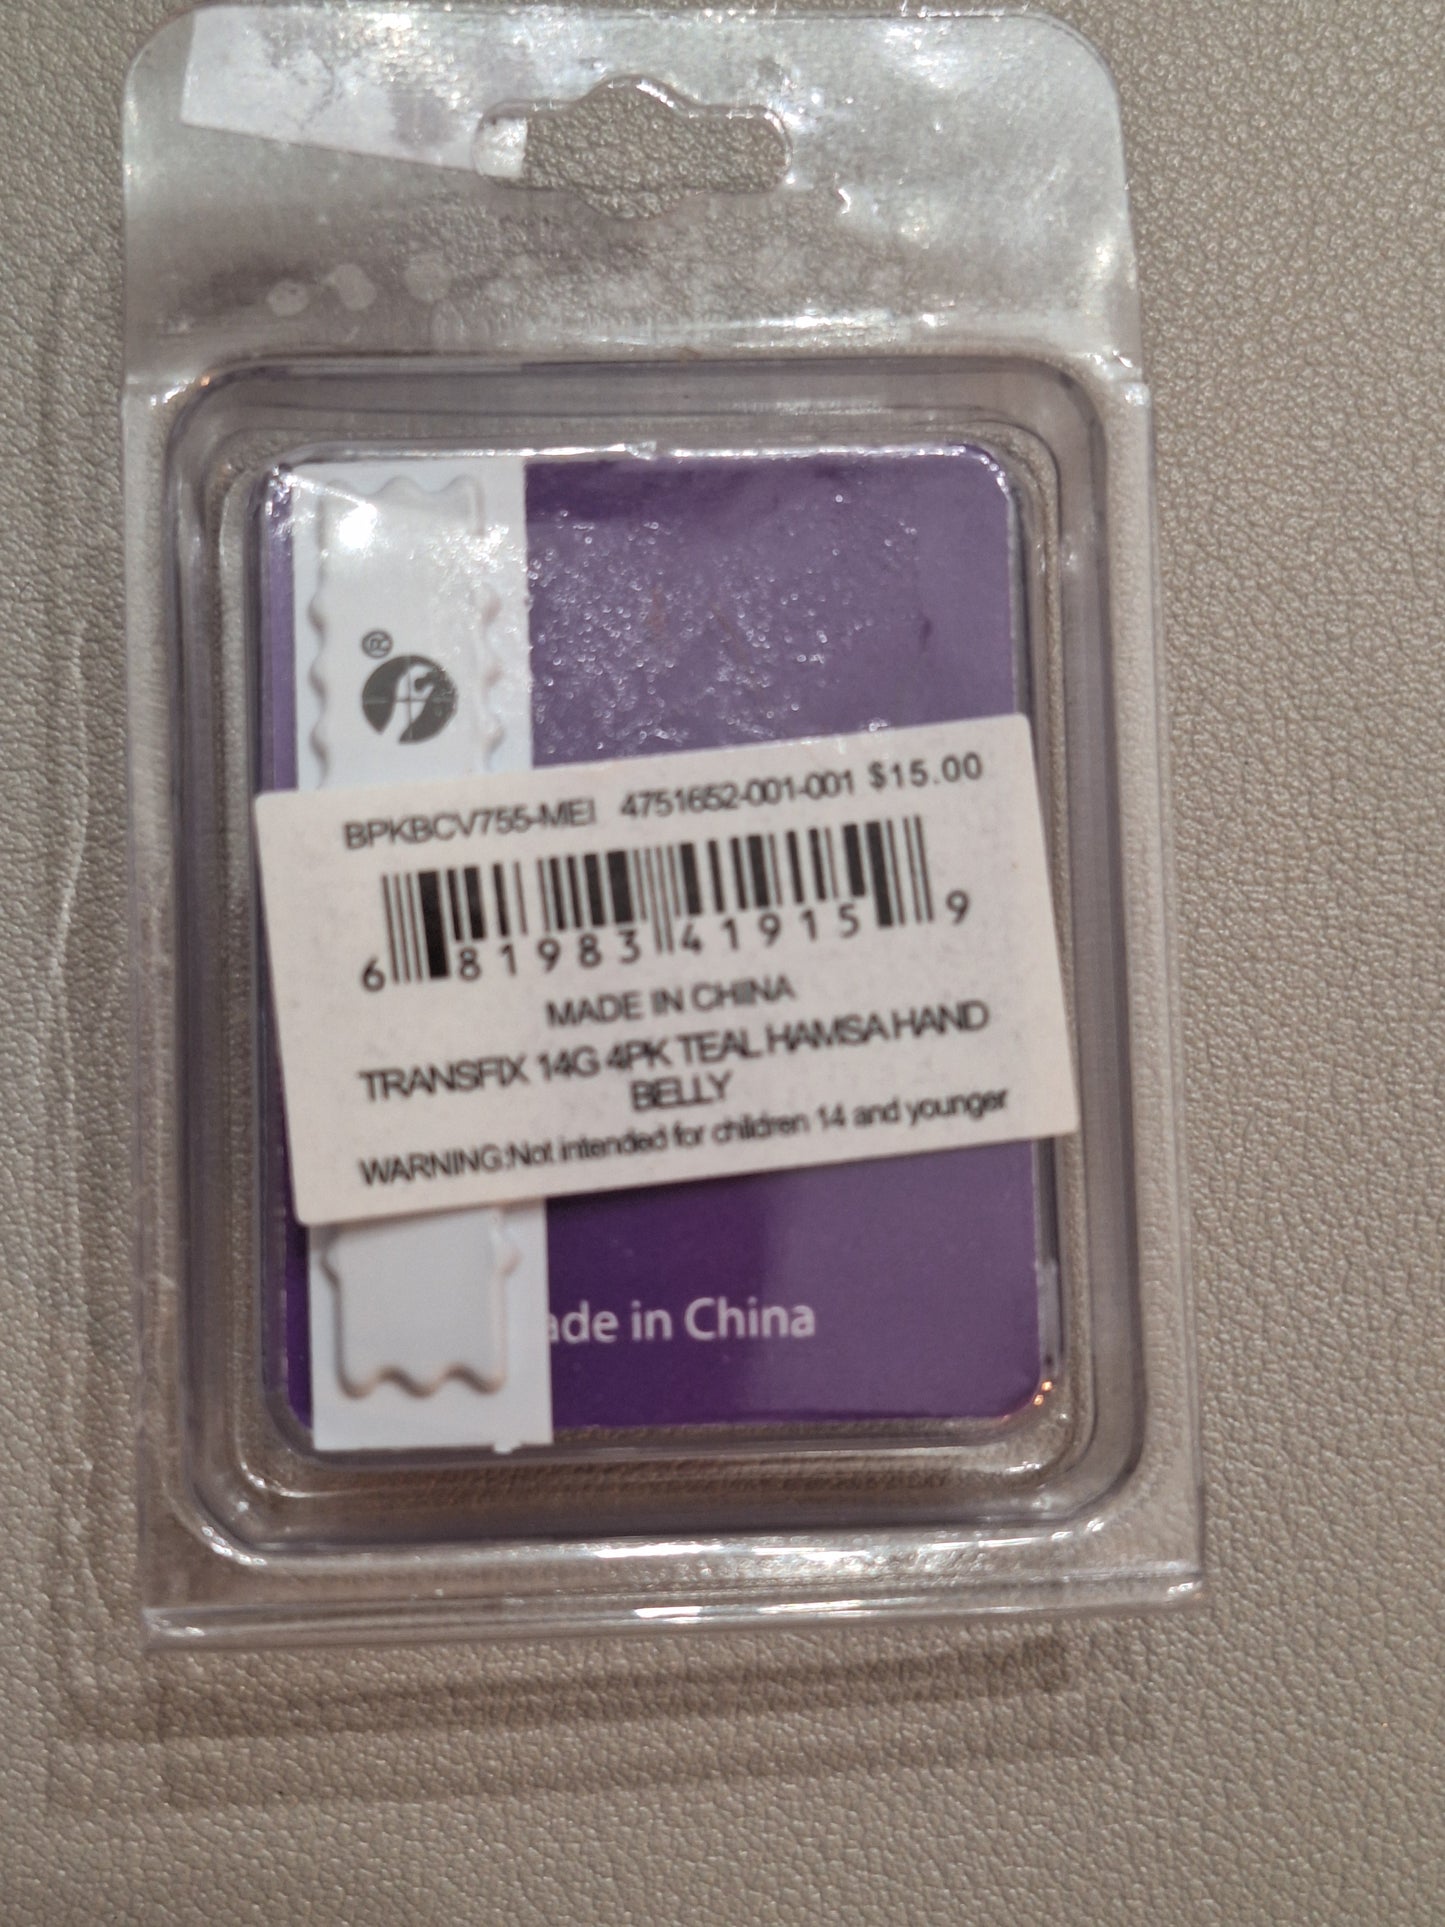 ®
BPKBCV755-MEI 4751652-001-001 $15.00
6 81983 41915 9
MADE IN CHINA
TRANSFIX 14G 4PK TEAL HAMSA HAND
BELLY
WARNING:Not intended for children 14 and younger
ade in China